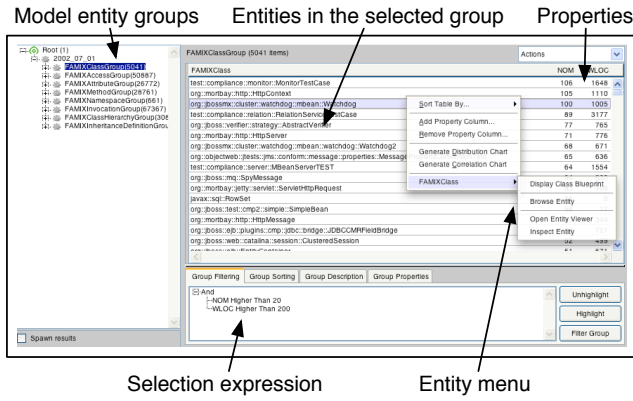 Model entity groups
Entities in the selected group
Properties
Root (1)
2002_07_01
FAMIXClassGroup(5041)
FAMIXAccessGroup(50887)
FAMIXAttributeGroup(26772)
FAMIXMethodGroup(28761)
FAMIXNamespaceGroup(661)
FAMIXInvocationGroup(67367)
FAMIXClassHierarchyGroup(308
FAMIXInheritanceDefinitionGrou
Spawn results
FAMIXClassGroup (5041 items)
Actions
FAMIXClass NOM WLOC
test::compliance::monitor::MonitorTestCase 106 1648
org::mortbay::http::HttpContext 105 1110
org::jbossmx::cluster::watchdog::mbean::Watchdog 100 1005
test::compliance::relation::RelationServiceTestCase 89 3177
org::jboss::verifier::strategy::AbstractVerifier 77 765
org::mortbay::http::HttpServer 71 776
org::jbossmx::cluster::watchdog::mbean::Watchdog2 68 671
org::objectweb::jtests::jms::conform::message::properties::Message 65 636
test::compliance::server::MBeanServerTEST 64 1554
org::jboss::mq::SpyMessage
org::mortbay::jetty::servlet::ServletHttpRequest
javax::sql::RowSet
org::jboss::test::cmp2::simple::SimpleBean
org::mortbay::http::HttpMessage
org::jboss::ejb::plugins::cmp::jdbc::bridge::JDBCCMRFieldBridge
org::jboss::web::catalina::session::ClusteredSession 52 495
Sort Table By...
Add Property Column...
Remove Property Column...
Generate Distribution Chart
Generate Correlation Chart
FAMIXClass
Display Class Blueprint
Browse Entity
Open Entity Viewer
Inspect Entity
Group Filtering Group Sorting Group Description Group Properties
And
NOM Higher Than 20
WLOC Higher Than 200
Unhighlight
Highlight
Filter Group
Selection expression
Entity menu